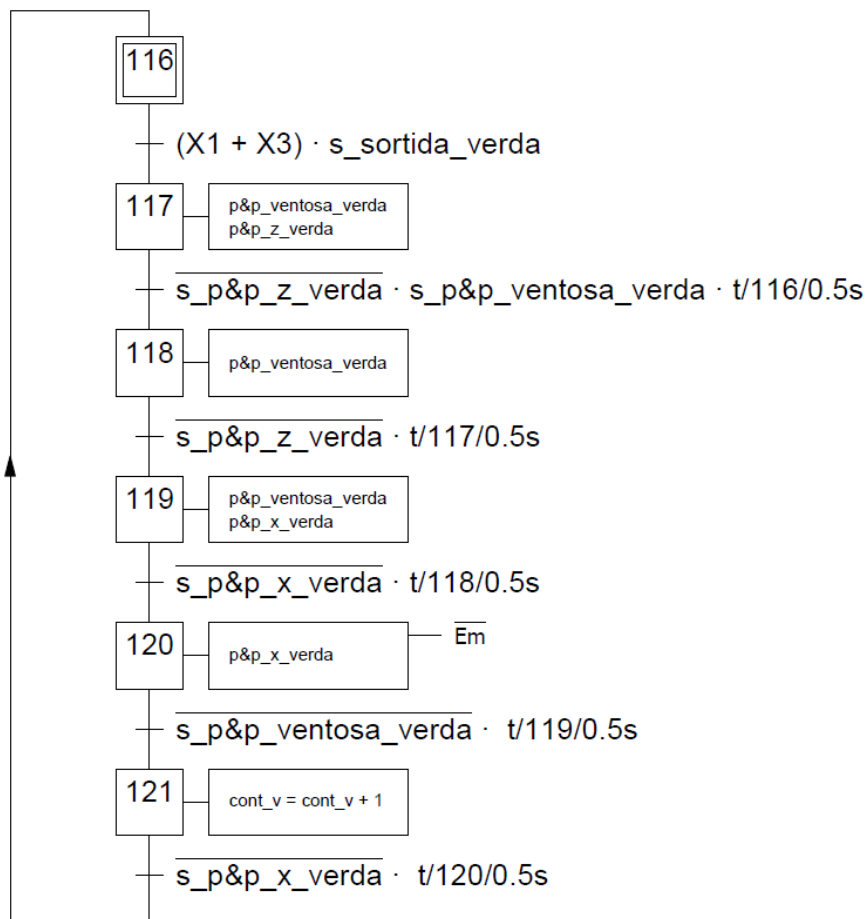 116
(X1 + X3) · s_sortida_verda
117
p&p_ventosa_verda
p&p_z_verda
s_p&p_z_verda · s_p&p_ventosa_verda · t/116/0.5s
118
p&p_ventosa_verda
s_p&p_z_verda · t/117/0.5s
119
p&p_ventosa_verda
p&p_x_verda
s_p&p_x_verda · t/118/0.5s
120
p&p_x_verda
Em
s_p&p_ventosa_verda · t/119/0.5s
121
cont_v = cont_v + 1
s_p&p_x_verda · t/120/0.5s